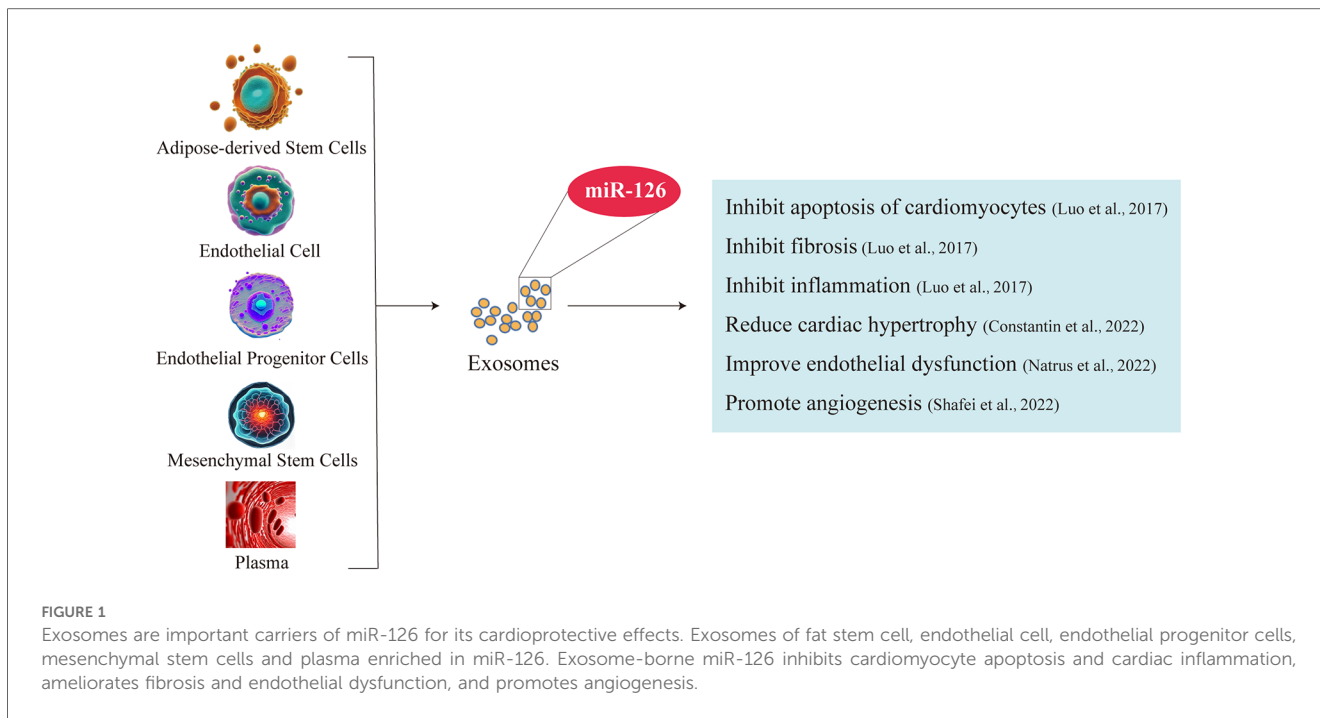 Adipose-derived Stem Cells
Endothelial Cell
Endothelial Progenitor Cells
Mesenchymal Stem Cells
Plasma
Exosomes
miR-126
Inhibit apoptosis of cardiomyocytes (Luo et al., 2017)
Inhibit fibrosis (Luo et al., 2017)
Inhibit inflammation (Luo et al., 2017)
Reduce cardiac hypertrophy (Constantin et al., 2022)
Improve endothelial dysfunction (Natrus et al., 2022)
Promote angiogenesis (Shafei et al., 2022)
FIGURE 1
Exosomes are important carriers of miR-126 for its cardioprotective effects. Exosomes of fat stem cell, endothelial cell, endothelial progenitor cells,
mesenchymal stem cells and plasma enriched in miR-126. Exosome-borne miR-126 inhibits cardiomyocyte apoptosis and cardiac inflammation,
ameliorates fibrosis and endothelial dysfunction, and promotes angiogenesis.